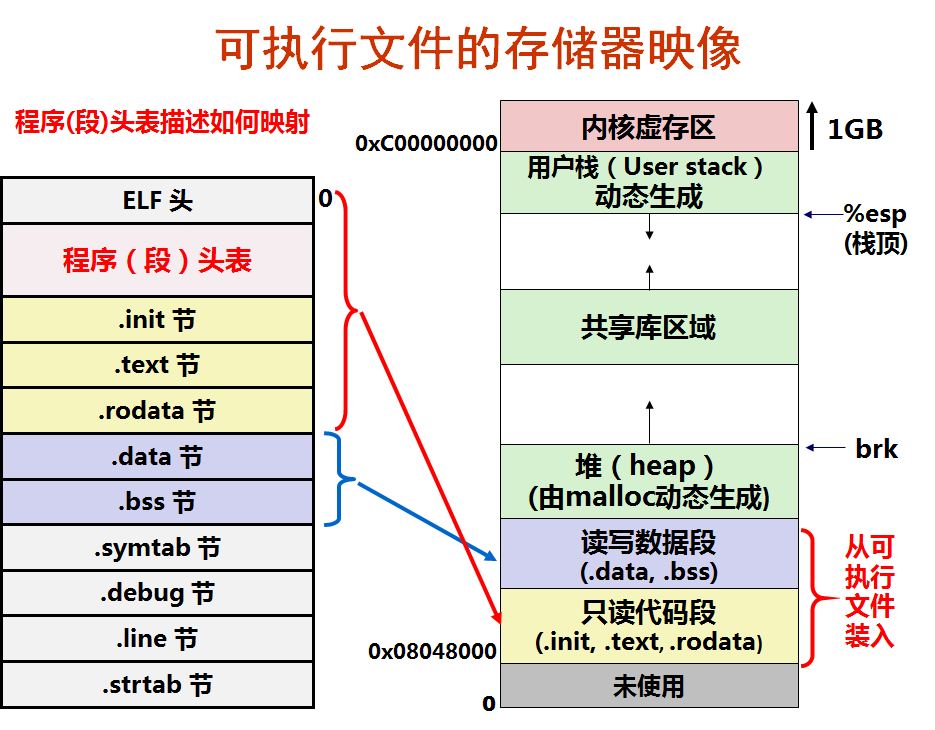 可执行文件的存储器映像
程序(段)头表描述如何映射
ELF 头
0
程序（段）头表
.init 节
.text 节
.rodata 节
.data 节
.bss 节
.symtab 节
.debug 节
.line 节
.strtab 节
0xC00000000
内核虚存区
1GB
用户栈（User stack）
动态生成
%esp
(栈顶)
共享库区域
brk
堆（heap）
(由malloc动态生成)
读写数据段
(.data, .bss)
只读代码段
(.init, .text, .rodata)
0x08048000
未使用
0
从可
执行
文件
装入